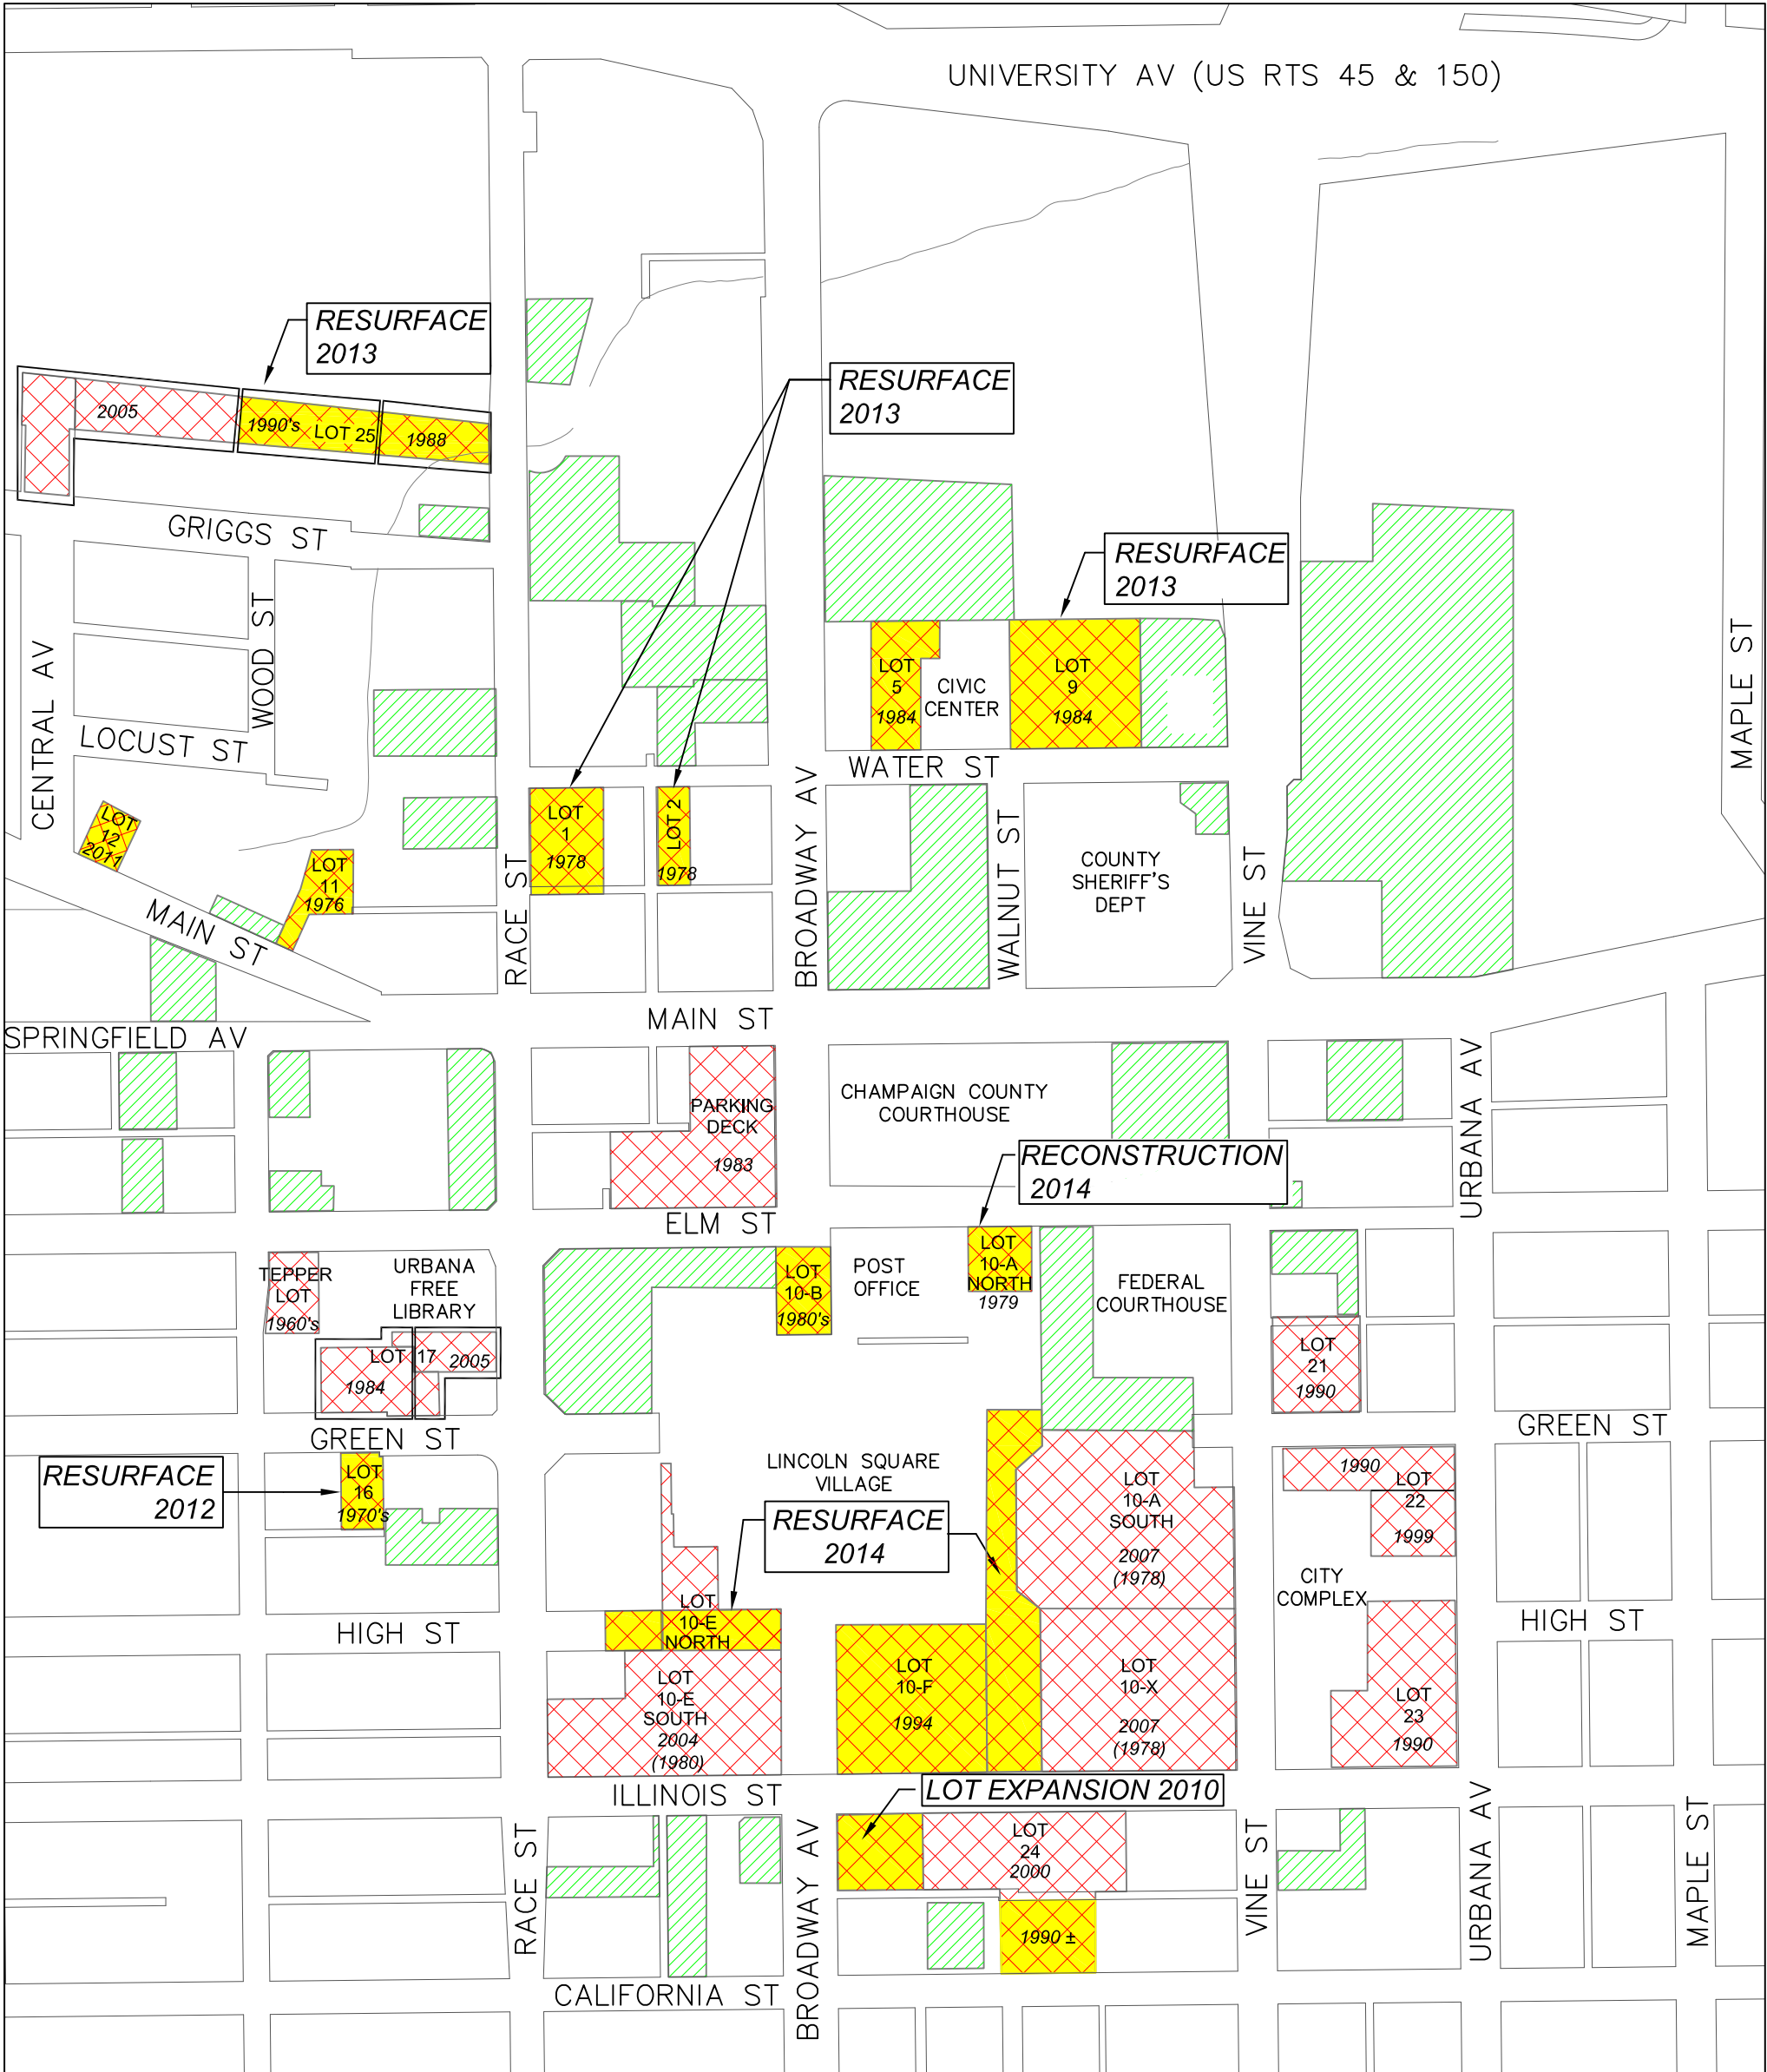 UNIVERSITY AV (US RTS 45 & 150)
RESURFACE
2013
RESURFACE
2013
2005
1990's
LOT 25
1988
GRIGGS ST
RESURFACE
2013
WOOD ST
CENTRAL AV
LOCUST ST
MAPLE ST
LOT
5
1984
CIVIC
CENTER
LOT
9
1984
WATER ST
LOT
12
2011
LOT
11
1976
MAIN ST
RACE ST
LOT
1
1978
LOT 2
1978
BROADWAY AV
WALNUT ST
COUNTY
SHERIFF'S
DEPT
VINE ST
MAIN ST
SPRINGFIELD AV
PARKING
DECK
1983
CHAMPAIGN COUNTY
COURTHOUSE
URBANA AV
RECONSTRUCTION
2014
ELM ST
TEPPER
LOT
1960's
URBANA
FREE
LIBRARY
LOT 17
2005
1984
LOT
10-B
1980's
POST
OFFICE
LOT
10-A
NORTH
1979
FEDERAL
COURTHOUSE
LOT
21
1990
GREEN ST
GREEN ST
RESURFACE
2012
LOT
16
1970's
LINCOLN SQUARE
VILLAGE
RESURFACE
2014
LOT
10-A
SOUTH
2007
(1978)
1990
LOT
22
1999
CITY
COMPLEX
HIGH ST
HIGH ST
LOT
10-E
NORTH
LOT
10-E
SOUTH
2004
(1980)
LOT
10-F
1994
LOT
10-X
2007
(1978)
LOT
23
1990
ILLINOIS ST
LOT EXPANSION 2010
RACE ST
BROADWAY AV
LOT
24
2000
1990 ±
VINE ST
URBANA AV
MAPLE ST
CALIFORNIA ST